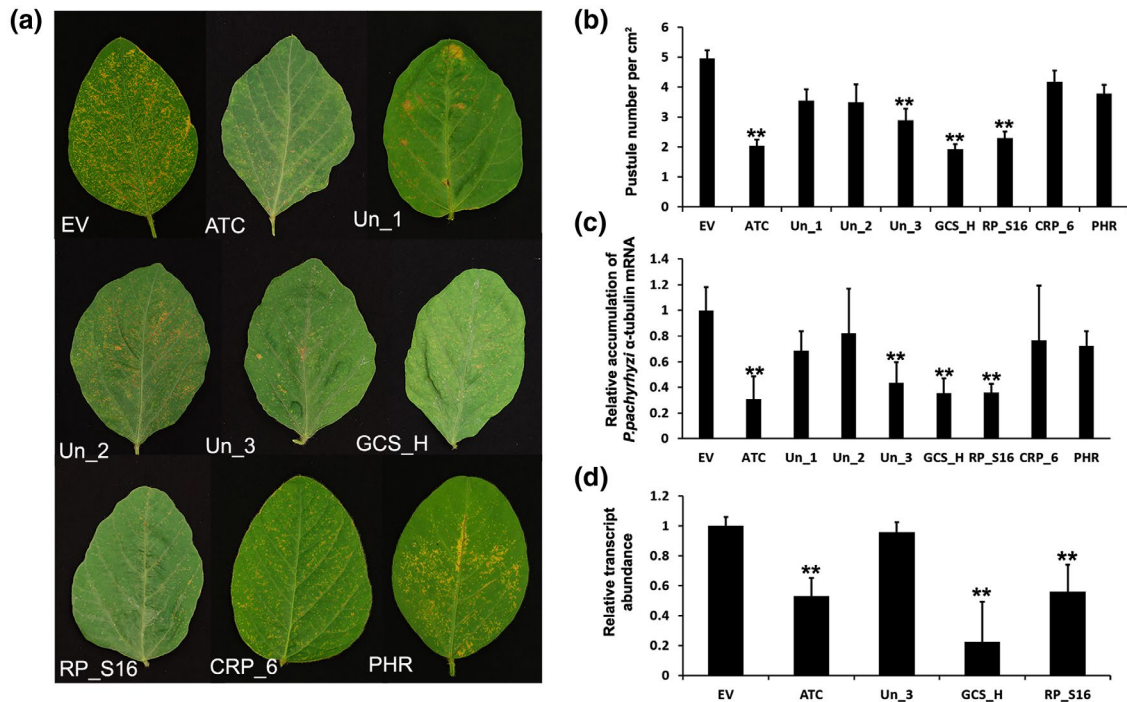 (a)
EV
ATC
Un_1
Un_2
Un_3
GCS_H
RP_S16
CRP_6
PHR
(b)
Pustule number per cm²
6
5
4
3
2
1
0
** ** ** **
EV ATC Un_1 Un_2 Un_3 GCS_H RP_S16 CRP_6 PHR
(c)
Relative accumulation of
P.pachyrhyzi α-tubulin mRNA
1.4
1.2
1
0.8
0.6
0.4
0.2
0
** ** ** **
EV ATC Un_1 Un_2 Un_3 GCS_H RP_S16 CRP_6 PHR
(d)
Relative transcript
abundance
1.2
1
0.8
0.6
0.4
0.2
0
** ** **
EV ATC Un_3 GCS_H RP_S16